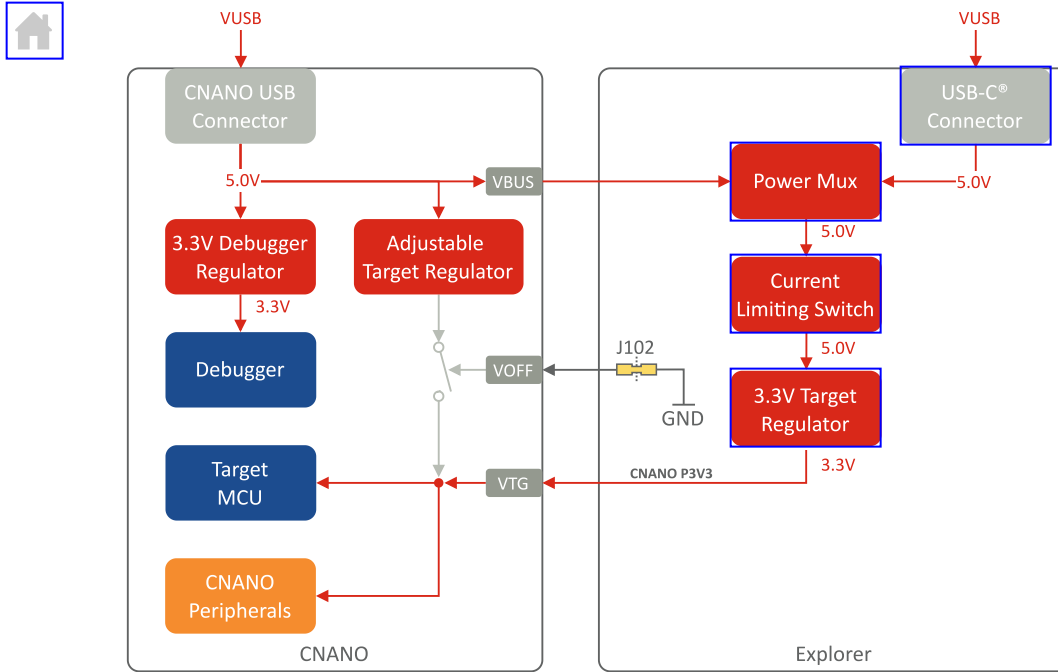 VUSB
VUSB
CNANO USB
Connector
USB-C®
Connector
5.0V
VBUS
Power Mux
5.0V
5.0V
3.3V Debugger
Regulator
Adjustable
Target Regulator
Current
Limiting Switch
3.3V
5.0V
Debugger
VOFF
J102
GND
3.3V Target
Regulator
3.3V
Target
MCU
VTG
CNANO P3V3
CNANO
Peripherals
CNANO
Explorer